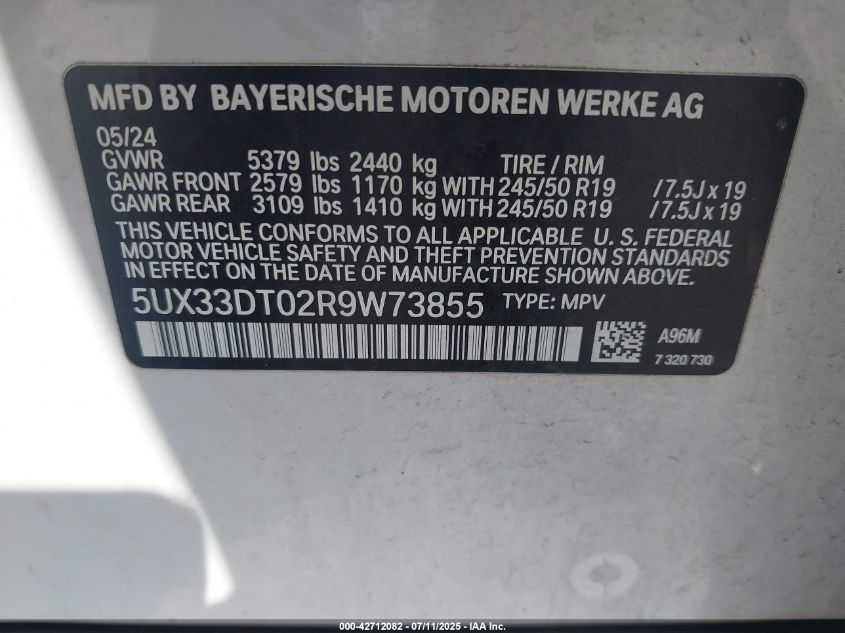 MFD BY BAYERISCHE MOTOREN WERKE AG
05/24
GVWR 5379 lbs 2440 kg TIRE / RIM
GAWR FRONT 2579 lbs 1170 kg WITH 245/50 R19 /7.5J x 19
GAWR REAR 3109 lbs 1410 kg WITH 245/50 R19 /7.5J x 19
THIS VEHICLE CONFORMS TO ALL APPLICABLE U. S. FEDERAL
MOTOR VEHICLE SAFETY AND THEFT PREVENTION STANDARDS
IN EFFECT ON THE DATE OF MANUFACTURE SHOWN ABOVE.
5UX33DT02R9W73855 TYPE: MPV
A96M
7 320 730
000-42712082 - 07/11/2025 - IAA Inc.